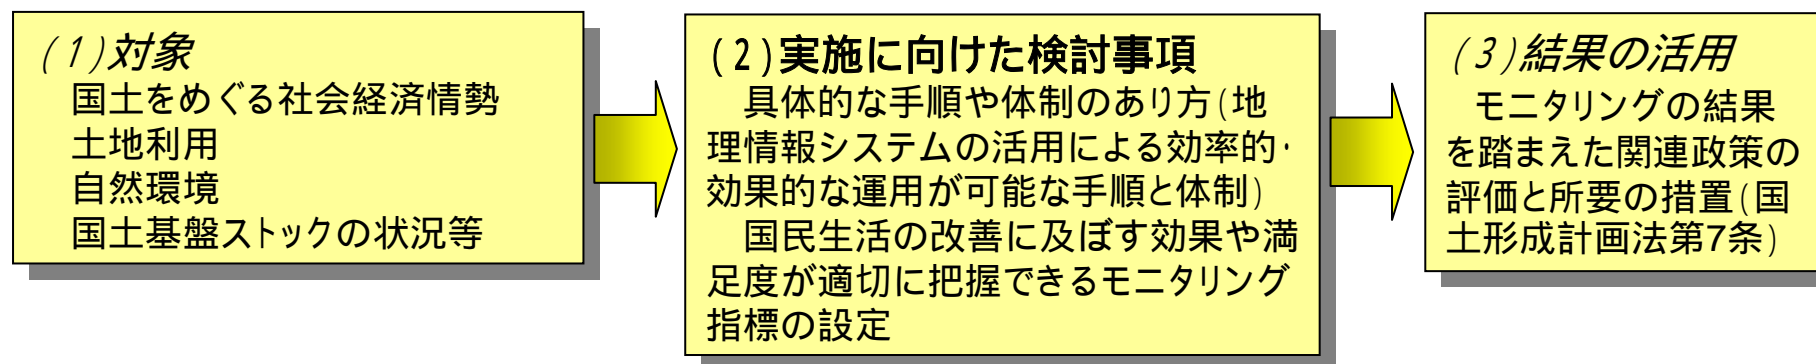 (1)対象
国土をめぐる社会経済情勢
土地利用
自然環境
国土基盤ストックの状況等
(2)実施に向けた検討事項
具体的な手順や体制のあり方(地
理情報システムの活用による効率的・
効果的な運用が可能な手順と体制)
国民生活の改善に及ぼす効果や満
足度が適切に把握できるモニタリング
指標の設定
(3)結果の活用
モニタリングの結果
を踏まえた関連政策の
評価と所要の措置(国
土形成計画法第7条)